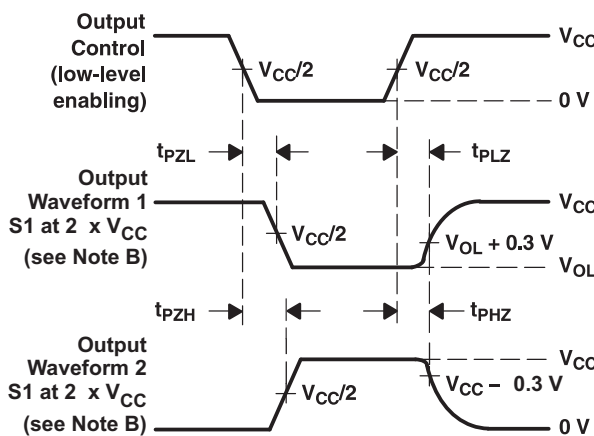 Output
Control
(low-level
enabling)
V_CC/2
V_CC/2
V_CC
0 V
t_PZL
t_PLZ
Output
Waveform 1
S1 at 2 x V_CC
(see Note B)
V_CC/2
V_CC
V_OL + 0.3 V
V_OL
t_PZH
t_PHZ
Output
Waveform 2
S1 at 2 x V_CC
(see Note B)
V_CC/2
V_CC
V_CC – 0.3 V
0 V